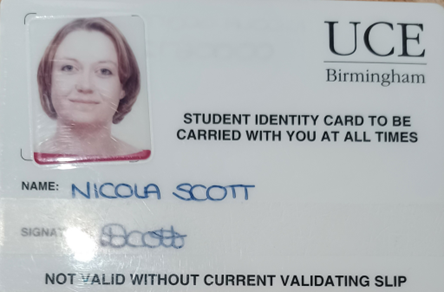 UCE
Birmingham
STUDENT IDENTITY CARD TO BE
CARRIED WITH YOU AT ALL TIMES
NAME: NICOLA SCOTT
Scott
NOT VALID WITHOUT CURRENT VALIDATING SLIP